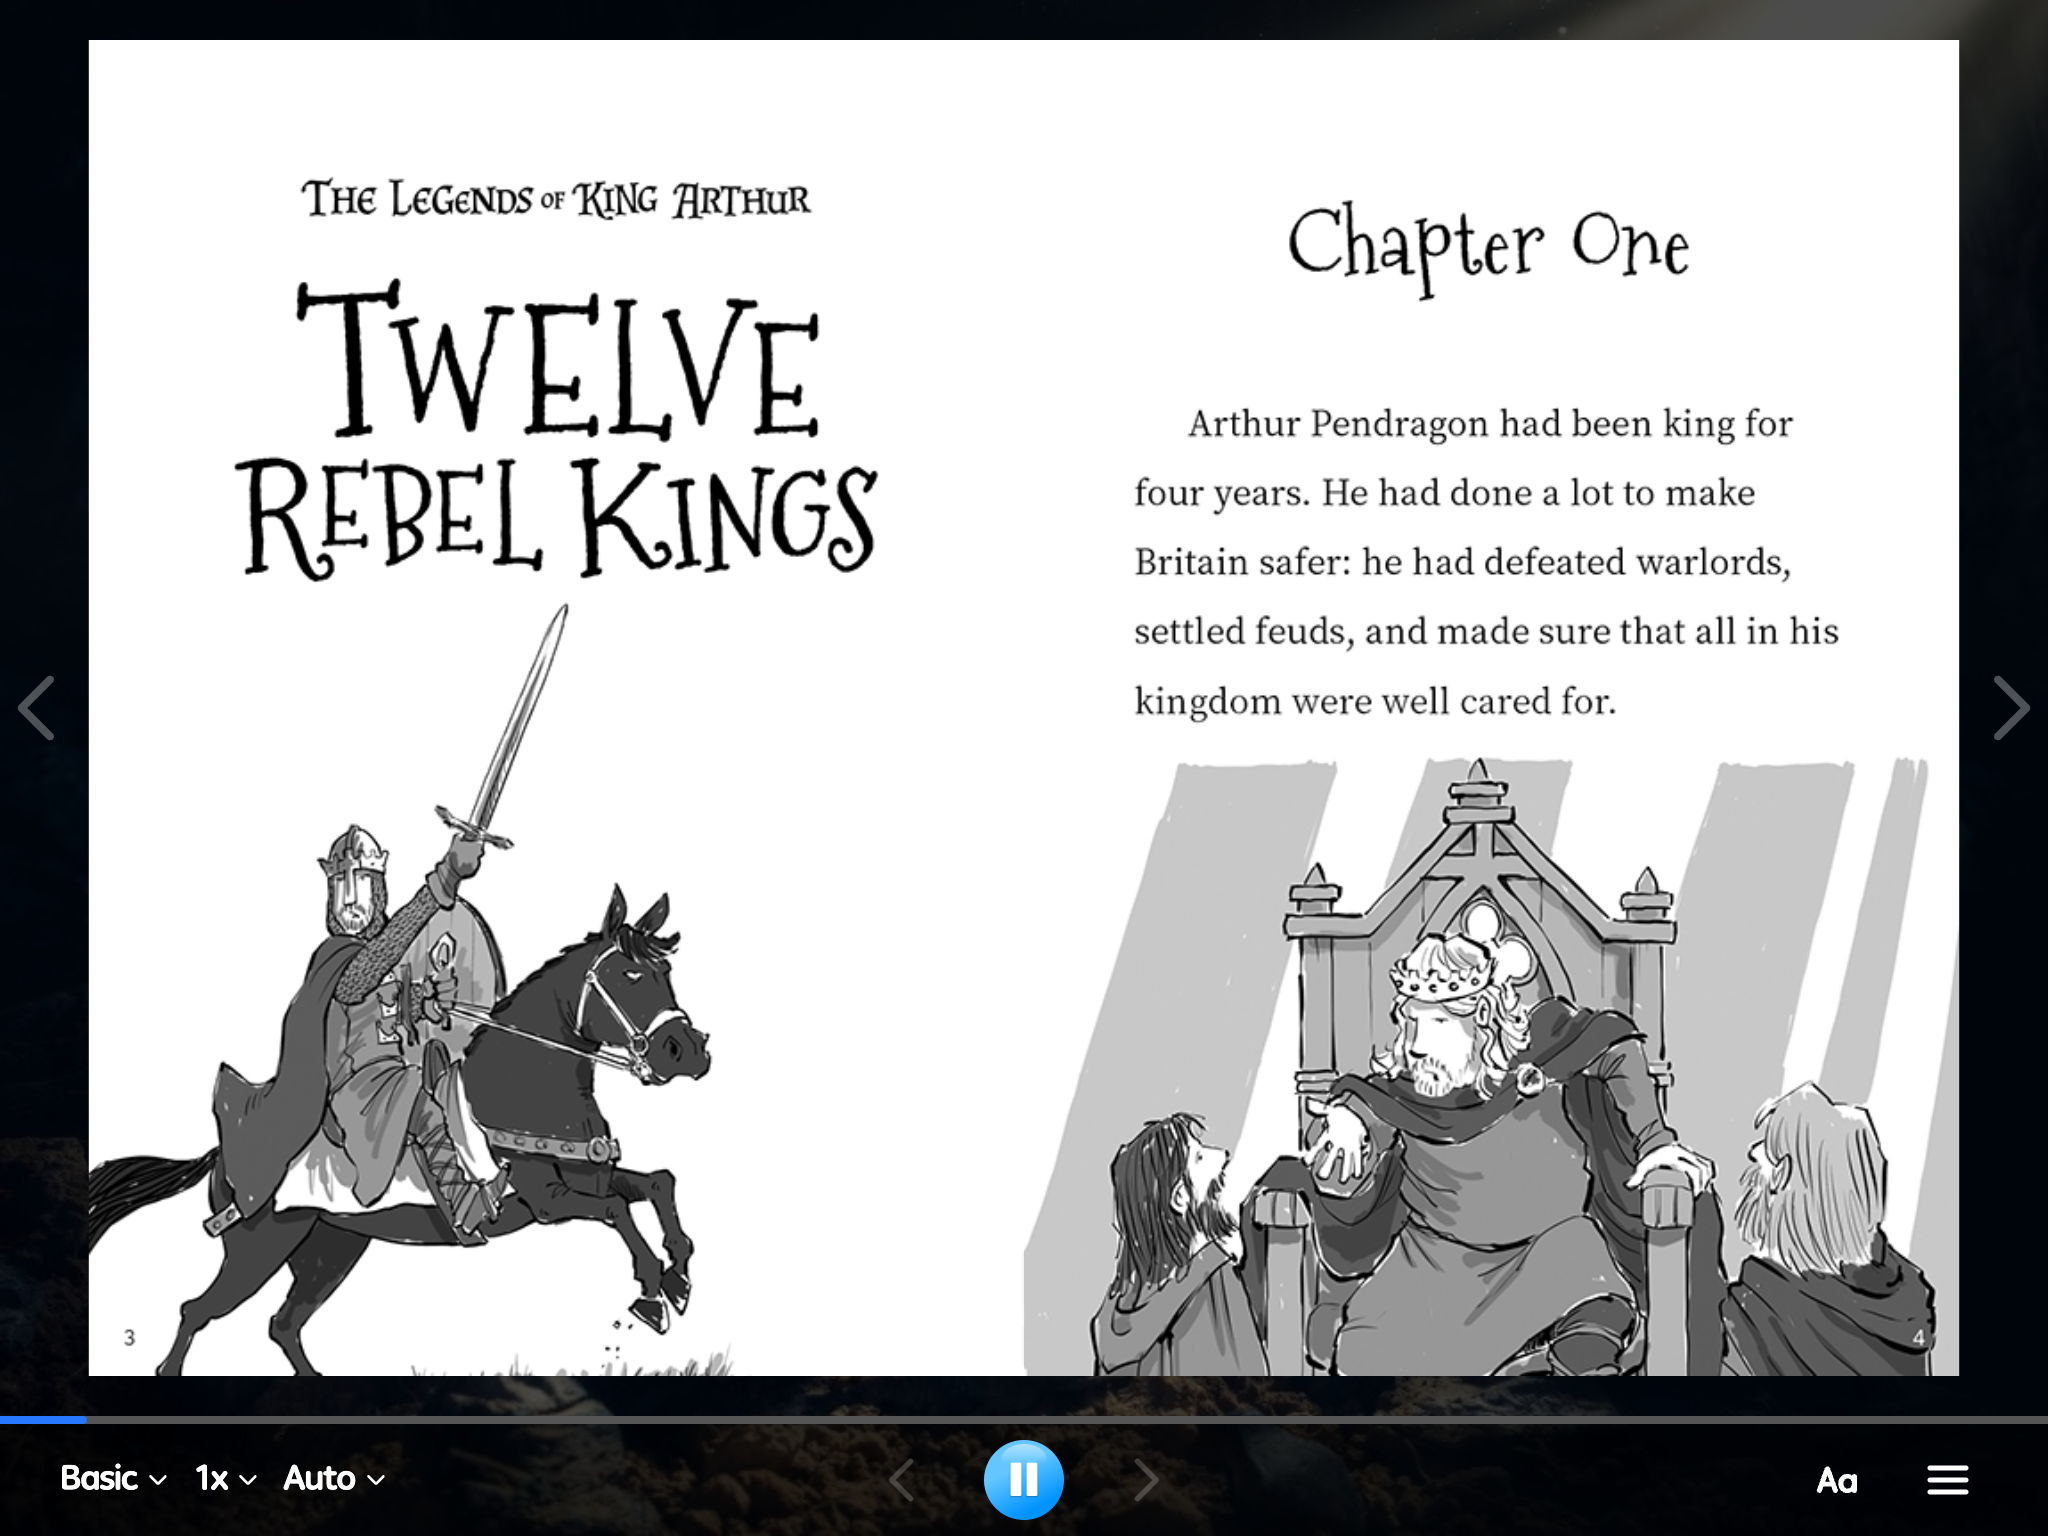 THE LEGENDS OF KING ARTHUR
TWELVE
REBEL KINGS
3
Chapter One
Arthur Pendragon had been king for
four years. He had done a lot to make
Britain safer: he had defeated warlords,
settled feuds, and made sure that all in his
kingdom were well cared for.
4
Basic 1x Auto
Aa